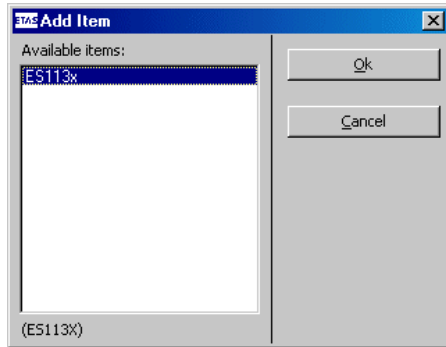 ETAS Add Item
Available items:
ES113x
Ok
Cancel
(ES113X)